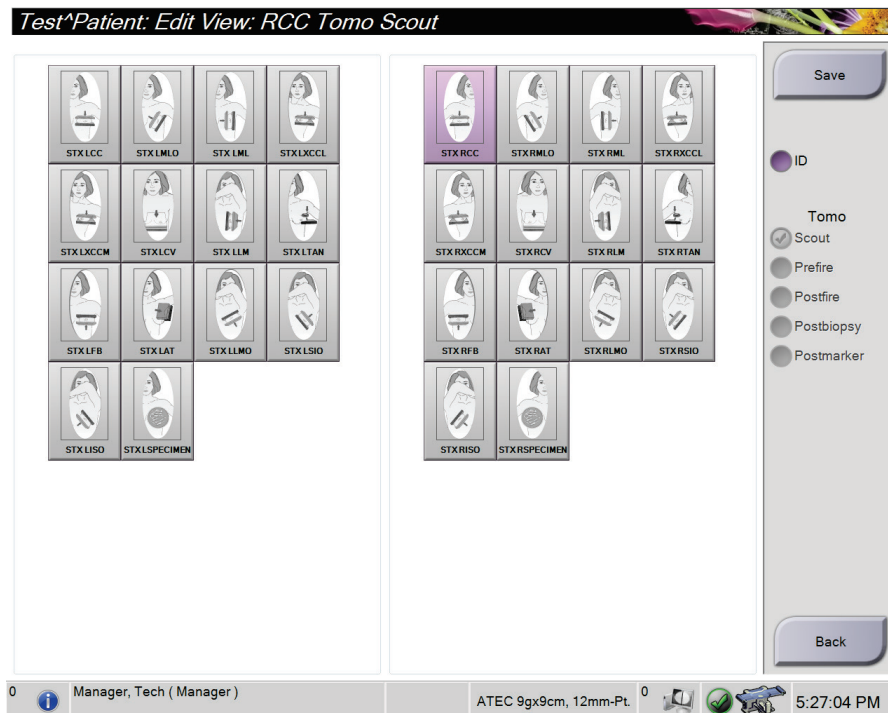 Test^Patient: Edit View: RCC Tomo Scout
STX LCC STX LMLO STX LML STX LXCCL
STX LXCCM STX LCV STX LLM STX LTAN
STX LFB STX LAT STX LLMO STX LSIO
STX LISO STX LSPECIMEN
STX RCC STX RMLO STX RML STX RXCCL
STX RXCCM STX RCV STX RLM STX RTAN
STX RFB STX RAT STX RLMO STX RSIO
STX RISO STX RSPECIMEN
Save
ID
Tomo
Scout
Prefire
Postfire
Postbiopsy
Postmarker
Back
0 Manager, Tech ( Manager ) ATEC 9gx9cm, 12mm-Pt. 0 5:27:04 PM